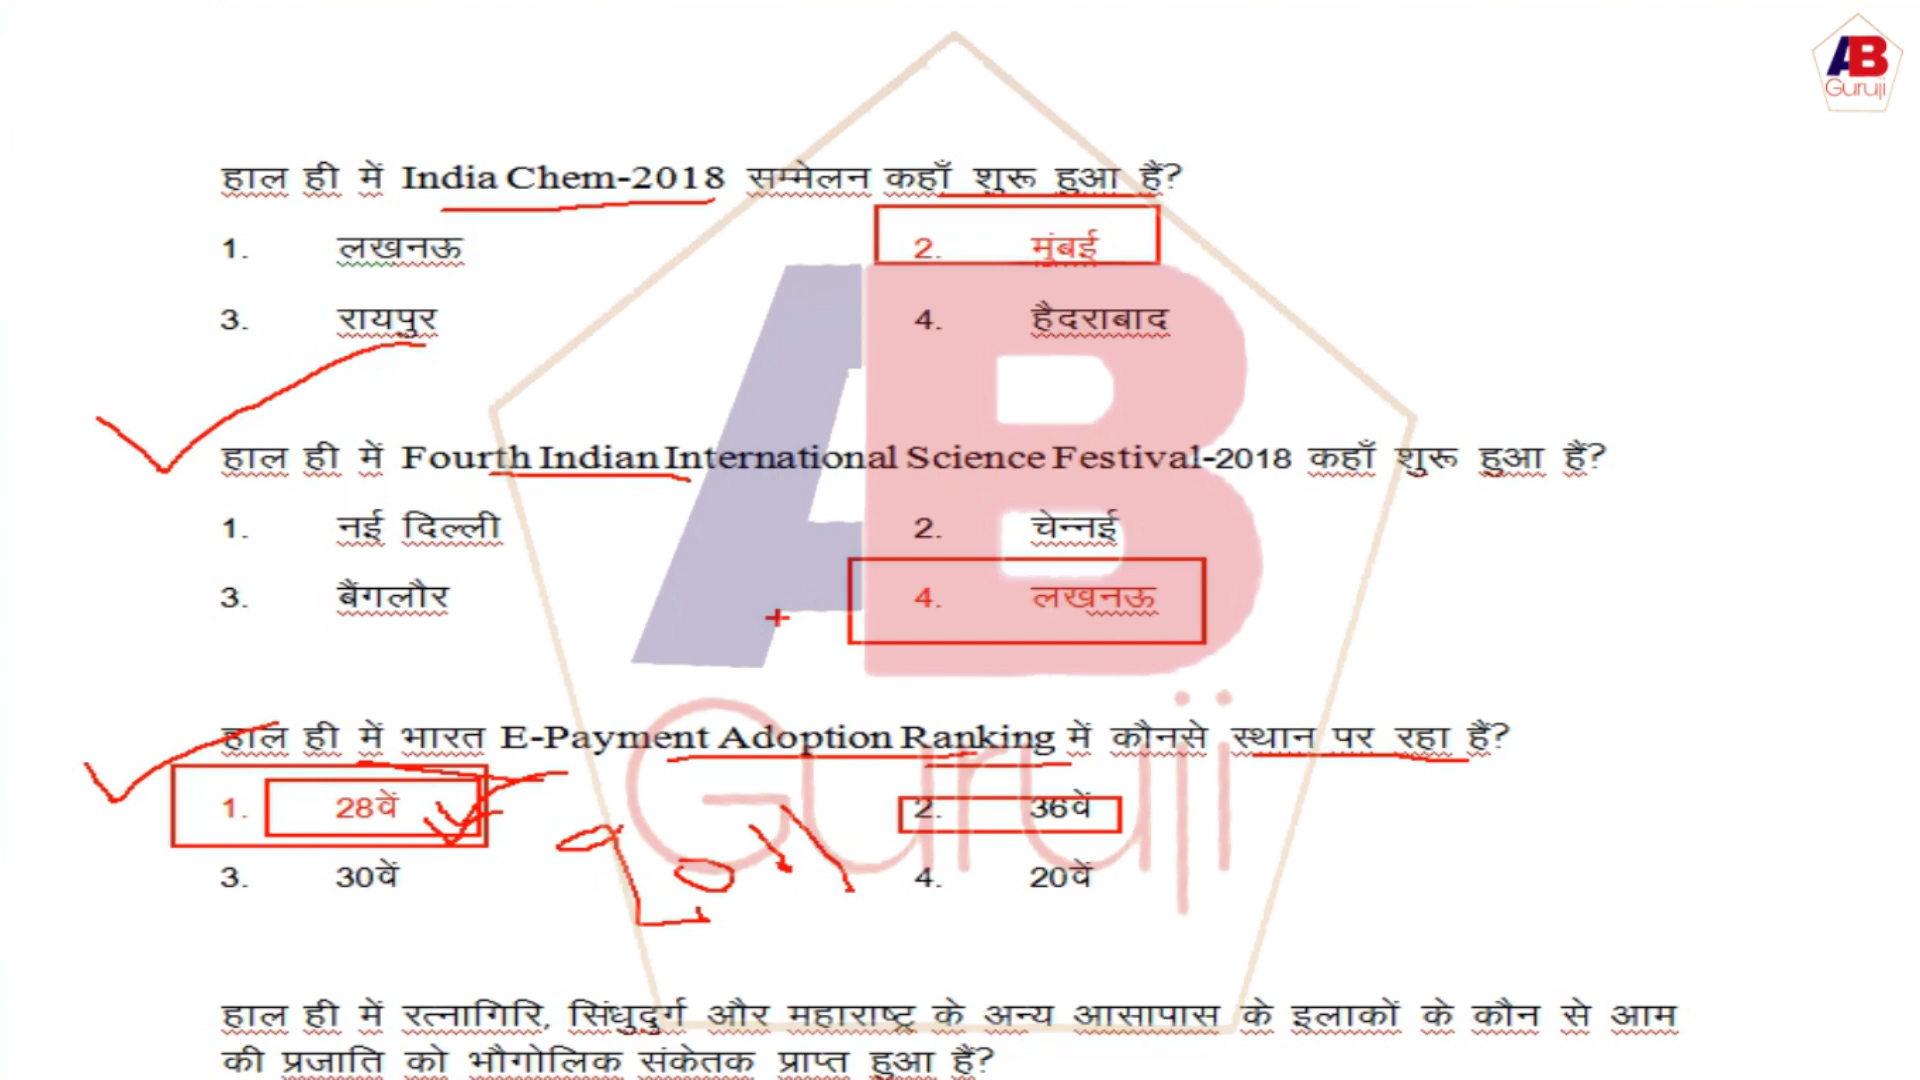 AB
Guruji
हाल ही में India Chem-2018 सम्मेलन कहाँ शुरू हुआ हैं?
1. लखनऊ 2. मुंबई
3. रायपुर 4. हैदराबाद
हाल ही में Fourth Indian International Science Festival-2018 कहाँ शुरू हुआ हैं?
1. नई दिल्ली 2. चेन्नई
3. बैंगलौर 4. लखनऊ
हाल ही में भारत E-Payment Adoption Ranking में कौनसे स्थान पर रहा हैं?
1. 28वें 2. 36वें
3. 30वें 4. 20वें
हाल ही में रत्नागिरि, सिंधुदुर्ग और महाराष्ट्र के अन्य आसापास के इलाकों के कौन से आम
की प्रजाति को भौगोलिक संकेतक प्राप्त हुआ हैं?
AB
Guruji